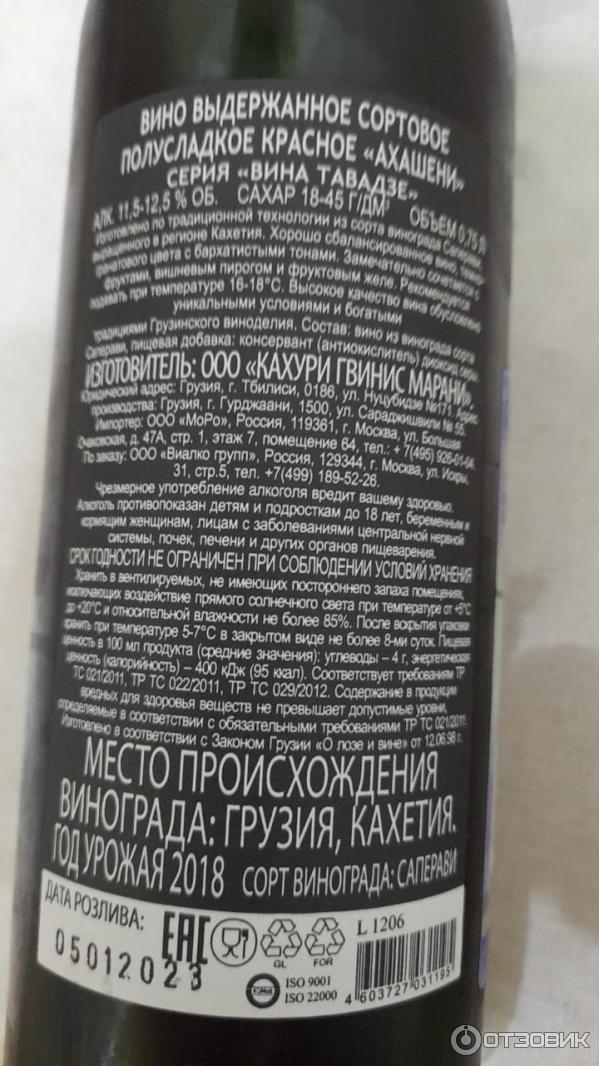 ВИНО ВЫДЕРЖАННОЕ СОРТОВОЕ
ПОЛУСЛАДКОЕ КРАСНОЕ «АХАШЕНИ»
СЕРИЯ «ВИНА ТАВАДЗЕ»
АЛК. 11,5-12,5 % ОБ. САХАР 18-45 Г/ДМ³ ОБЪЕМ 0,75 Л
Изготовлено по традиционной технологии из сорта винограда Саперави,
выращенного в регионе Кахетия. Хорошо сбалансированное вино, темно-
гранатового цвета с бархатистыми тонами. Замечательно сочетается с
фруктами, вишневым пирогом и фруктовым желе. Рекомендуется
подавать при температуре 16-18°С. Высокое качество вина обусловлено
уникальными условиями и богатыми
традициями Грузинского виноделия. Состав: вино из винограда сорта
Саперави, пищевая добавка: консервант (антиокислитель) диоксид серы.
ИЗГОТОВИТЕЛЬ: ООО «КАХУРИ ГВИНИС МАРАНИ»,
Юридический адрес: Грузия, г. Тбилиси, 0186, ул. Нуцубидзе №171. Адрес
производства: Грузия, г. Гурджаани, 1500, ул. Сараджишвили № 55.
Импортер: ООО «МоРо», Россия, 119361, г. Москва, ул. Большая
Очаковская, д. 47А, стр. 1, этаж 7, помещение 64, тел.: + 7 (495) 926-01-04.
По заказу: ООО «Виалко групп», Россия, 129344, г. Москва, ул. Искры,
31, стр.5, тел. +7(499) 189-52-26.
Чрезмерное употребление алкоголя вредит вашему здоровью.
Алкоголь противопоказан детям и подросткам до 18 лет, беременным и
кормящим женщинам, лицам с заболеваниями центральной нервной
системы, почек, печени и других органов пищеварения.
СРОК ГОДНОСТИ НЕ ОГРАНИЧЕН ПРИ СОБЛЮДЕНИИ УСЛОВИЙ ХРАНЕНИЯ
Хранить в вентилируемых, не имеющих постороннего запаха помещениях,
исключающих воздействие прямого солнечного света при температуре от +5°С
до +20°С и относительной влажности не более 85%. После вскрытия упаковки
хранить при температуре 5-7°С в закрытом виде не более 8-ми суток. Пищевая
ценность в 100 мл продукта (средние значения): углеводы – 4 г, энергетическая
ценность (калорийность) – 400 кДж (95 ккал). Соответствует требованиям ТР
ТС 021/2011, ТР ТС 022/2011, ТР ТС 029/2012. Содержание в продукции
вредных для здоровья веществ не превышает допустимые уровни,
определяемые в соответствии с обязательными требованиями ТР ТС 021/2011.
Изготовлено в соответствии с Законом Грузии «О лозе и вине» от 12.06.98 г.
МЕСТО ПРОИСХОЖДЕНИЯ
ВИНОГРАДА: ГРУЗИЯ, КАХЕТИЯ.
ГОД УРОЖАЯ 2018 СОРТ ВИНОГРАДА: САПЕРАВИ
ДАТА РОЗЛИВА:
05012023
EAC
GL
FOR
L 1206
ISO 9001
ISO 22000
4 603727 031195
ОТЗОВИК